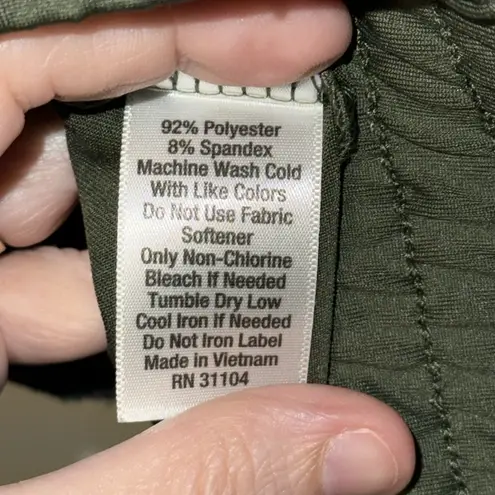 92% Polyester
8% Spandex
Machine Wash Cold
With Like Colors
Do Not Use Fabric
Softener
Only Non-Chlorine
Bleach If Needed
Tumble Dry Low
Cool Iron If Needed
Do Not Iron Label
Made in Vietnam
RN 31104